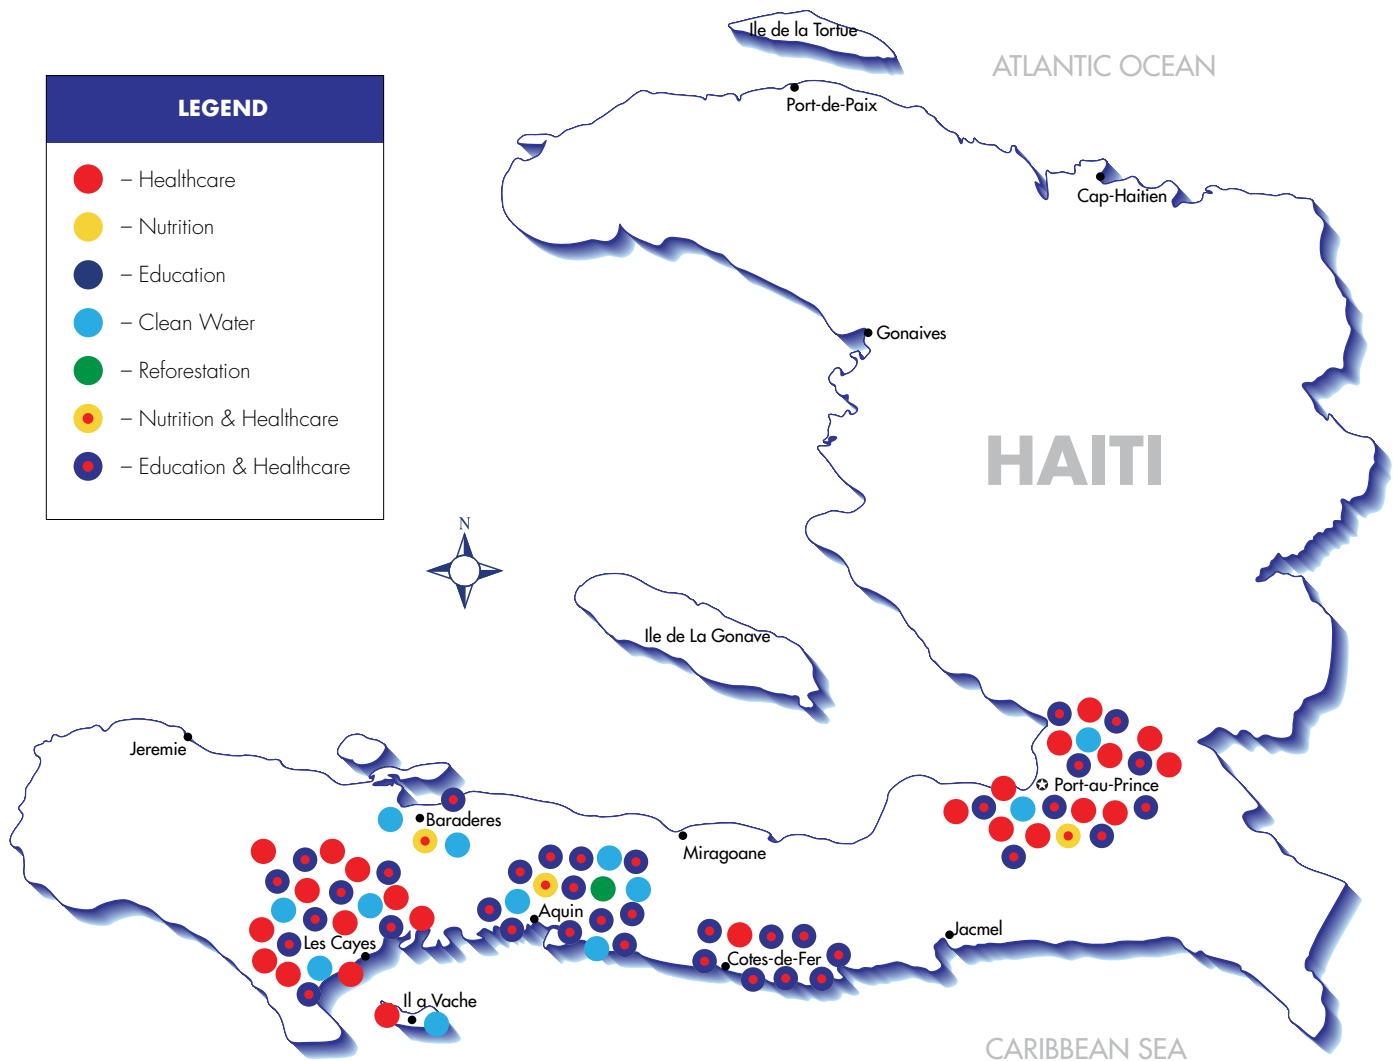 Ile de la Tortue
ATLANTIC OCEAN
LEGEND
Port-de-Paix
– Healthcare
Cap-Haitien
– Nutrition
– Education
– Clean Water
Gonaives
– Reforestation
– Nutrition & Healthcare
HAITI
– Education & Healthcare
N
Ile de La Gonave
Jeremie
Port-au-Prince
Baraderes
Miragoane
Aquin
Jacmel
Les Cayes
Cotes-de-Fer
Il a Vache
CARIBBEAN SEA